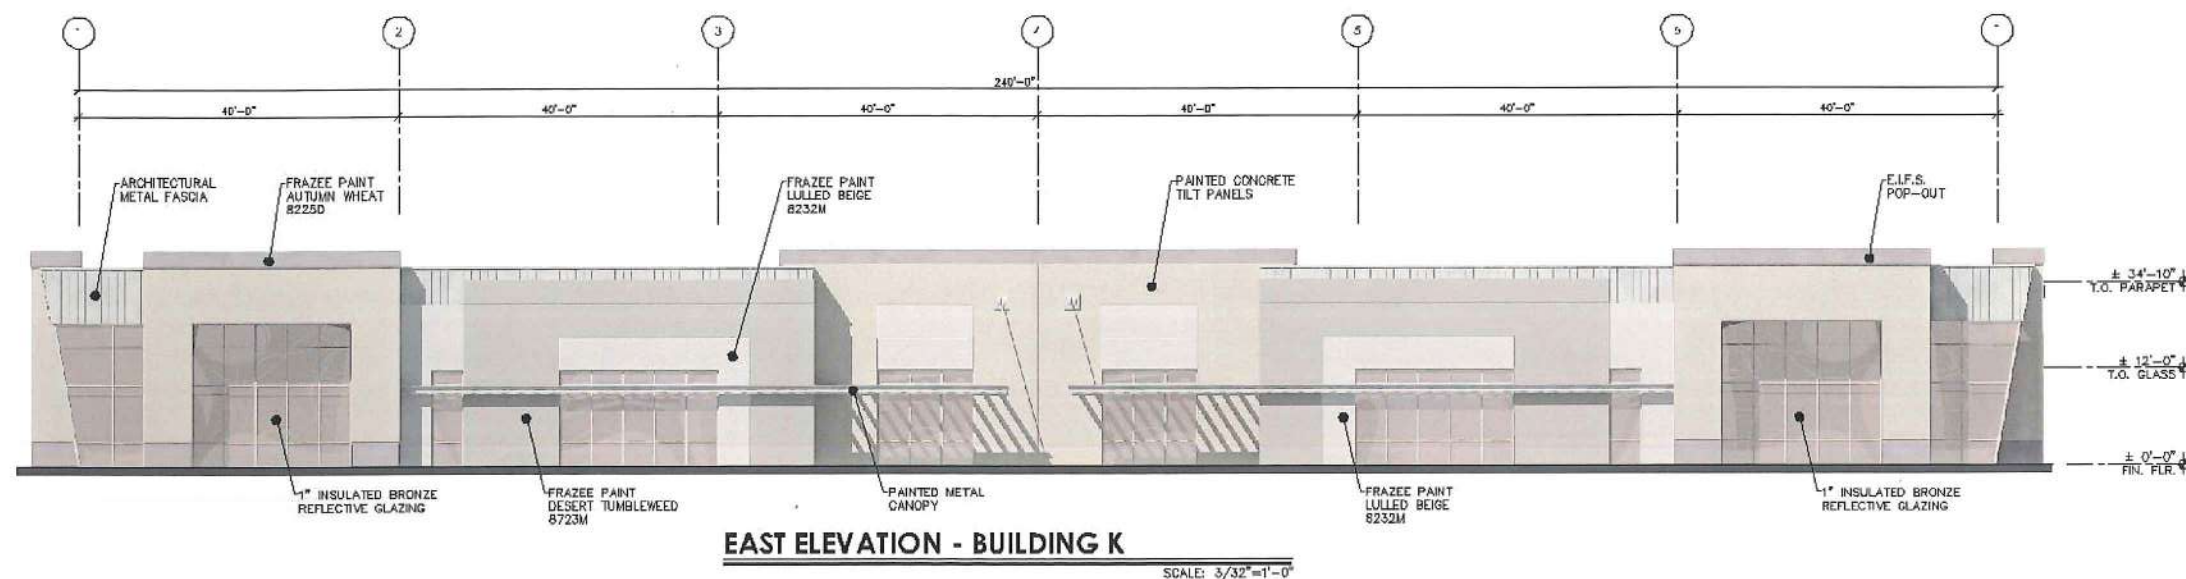 2
3
5
240'-0"
40'-0"
40'-0"
40'-0"
40'-0"
40'-0"
40'-0"
ARCHITECTURAL
METAL FASCIA
FRAZEE PAINT
AUTUMN WHEAT
8225D
FRAZEE PAINT
LULLED BEIGE
8232M
PAINTED CONCRETE
TILT PANELS
E.I.F.S.
POP-OUT
± 34'-10"
T.O. PARAPET
± 12'-0"
T.O. GLASS
± 0'-0"
FIN. FLR.
1" INSULATED BRONZE
REFLECTIVE GLAZING
FRAZEE PAINT
DESERT TUMBLEWEED
8723M
PAINTED METAL
CANOPY
FRAZEE PAINT
LULLED BEIGE
8232M
1" INSULATED BRONZE
REFLECTIVE GLAZING
EAST ELEVATION - BUILDING K
SCALE: 3/32"=1'-0"